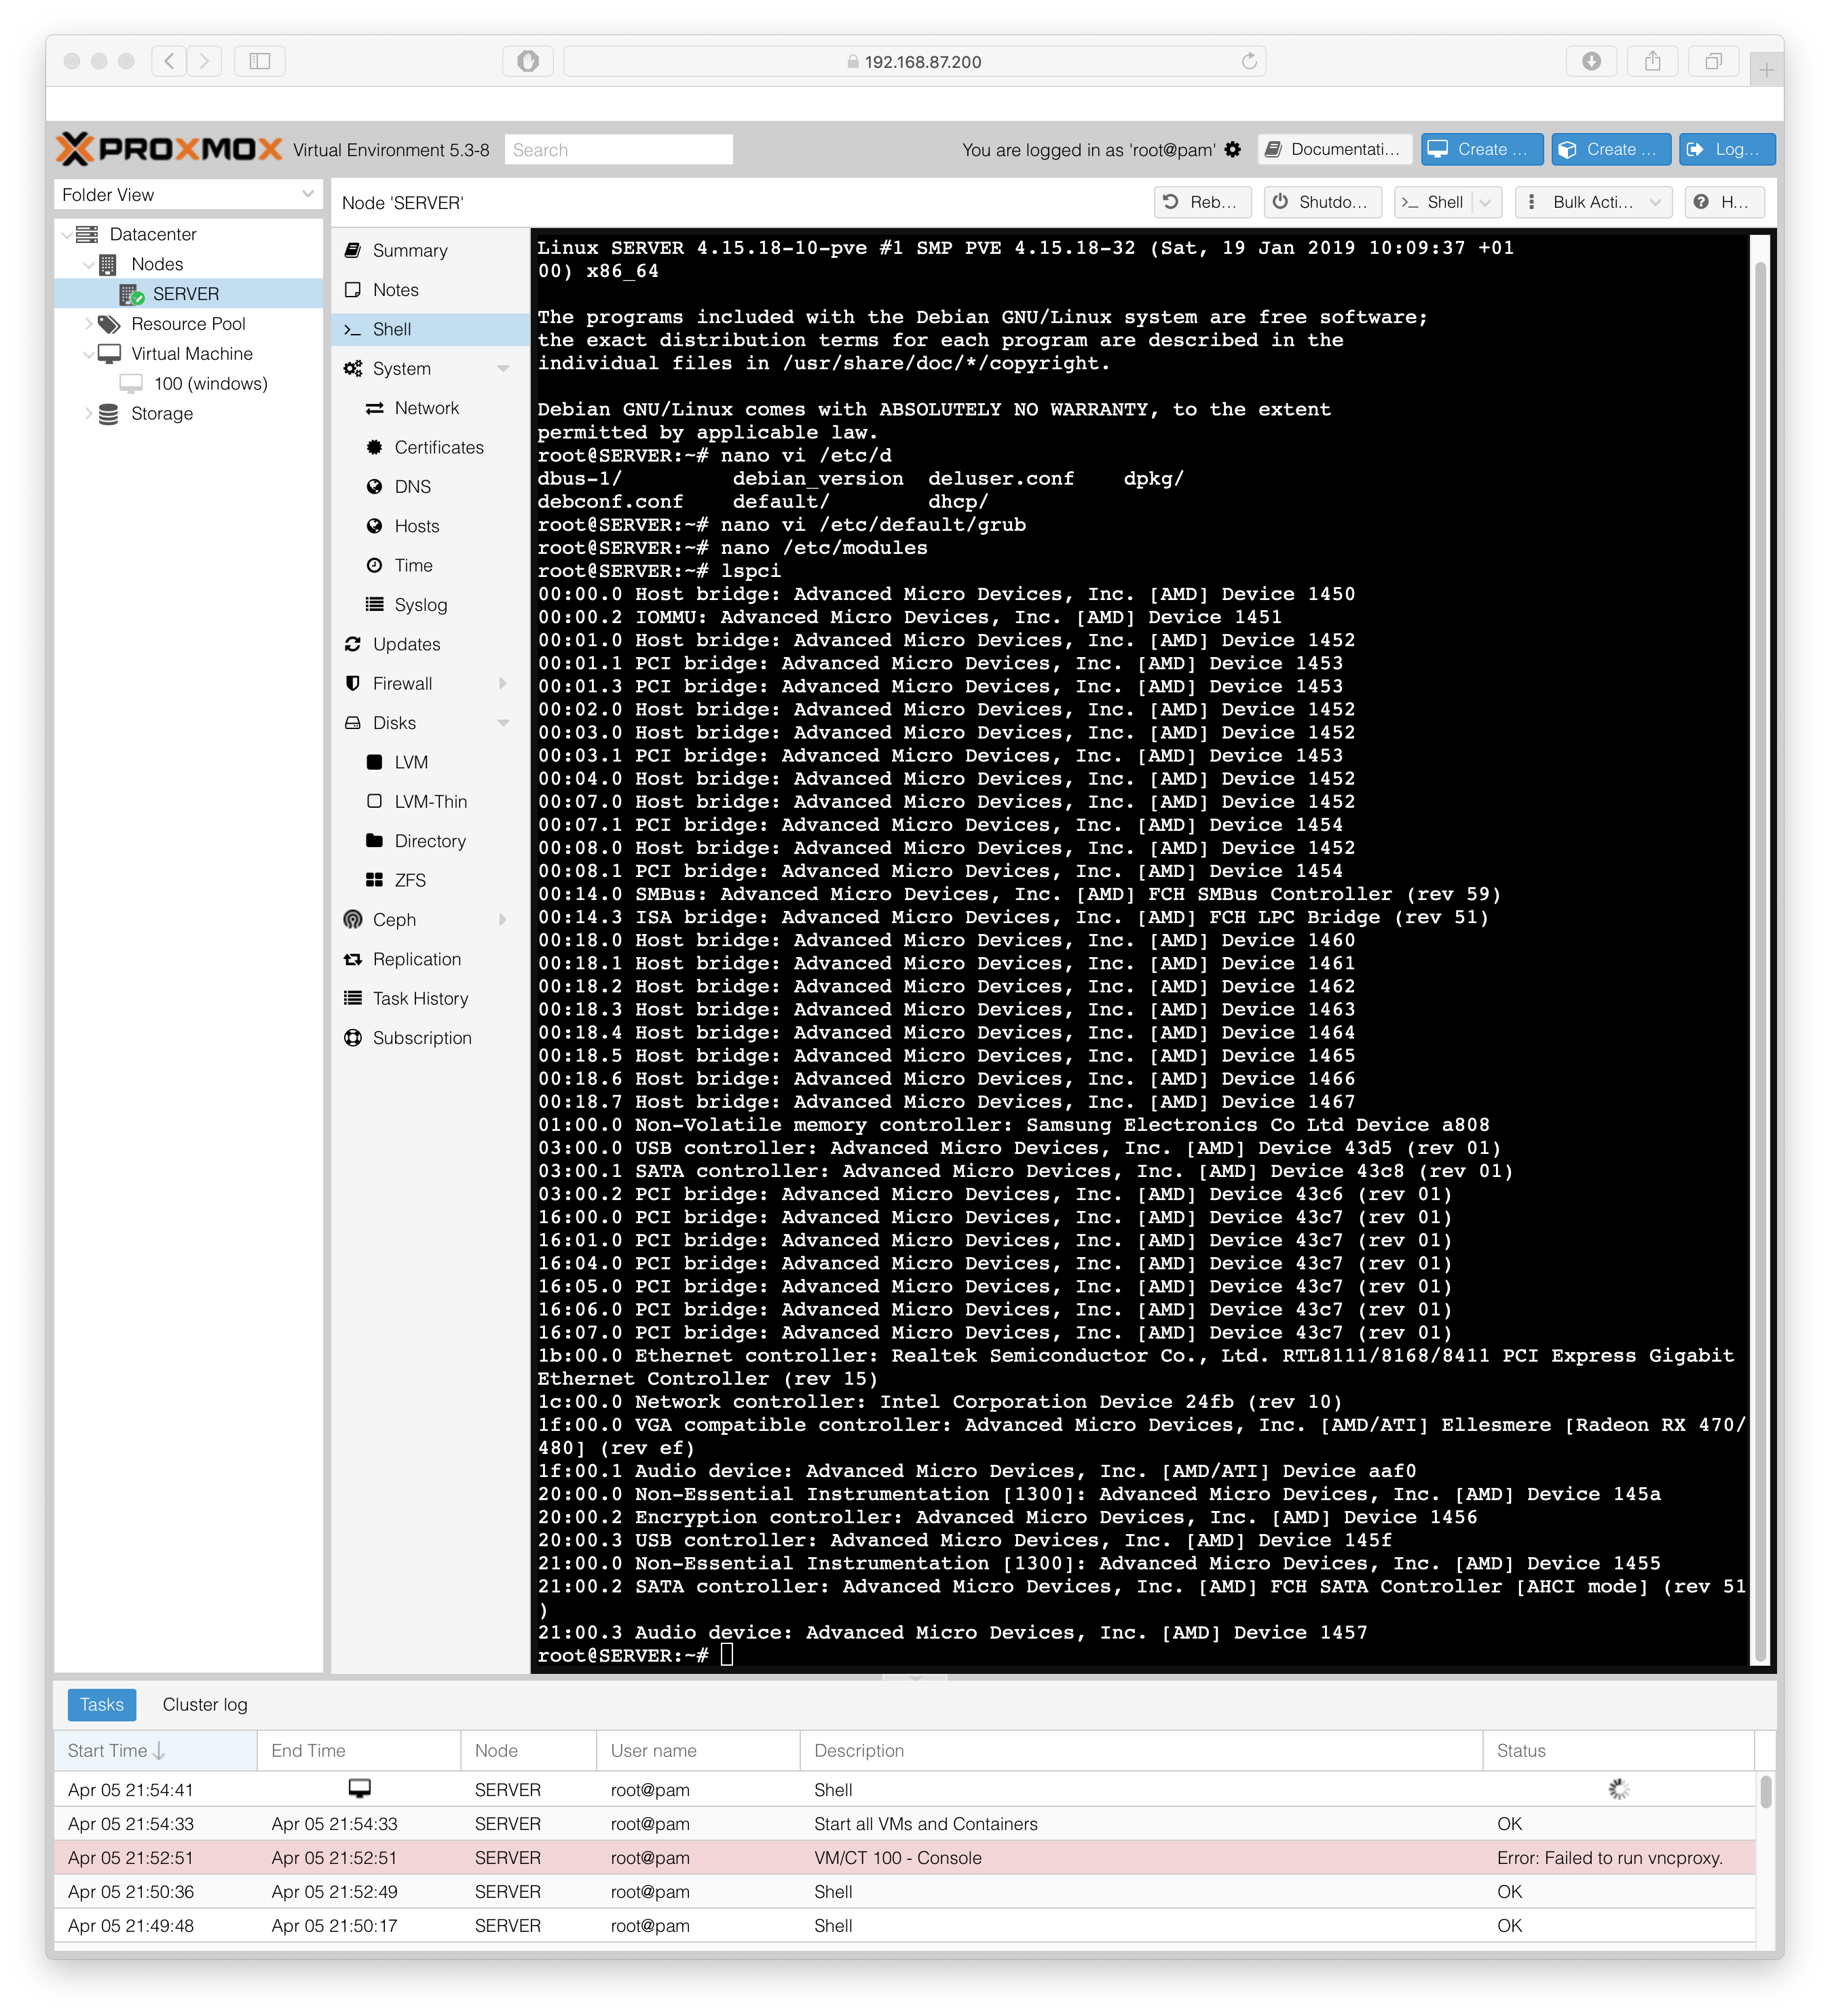 192.168.87.200
PROXMOX Virtual Environment 5.3-8 Search You are logged in as 'root@pam' Documentati... Create ... Create ... Log...
Folder View
Datacenter
Nodes
SERVER
Resource Pool
Virtual Machine
100 (windows)
Storage
Node 'SERVER' Reb... Shutdo... Shell Bulk Acti... H...
Summary
Notes
Shell
System
Network
Certificates
DNS
Hosts
Time
Syslog
Updates
Firewall
Disks
LVM
LVM-Thin
Directory
ZFS
Ceph
Replication
Task History
Subscription
Linux SERVER 4.15.18-10-pve #1 SMP PVE 4.15.18-32 (Sat, 19 Jan 2019 10:09:37 +01
00) x86_64
The programs included with the Debian GNU/Linux system are free software;
the exact distribution terms for each program are described in the
individual files in /usr/share/doc/*/copyright.
Debian GNU/Linux comes with ABSOLUTELY NO WARRANTY, to the extent
permitted by applicable law.
root@SERVER:~# nano vi /etc/d
dbus-1/ debian_version deluser.conf dpkg/
debconf.conf default/ dhcp/
root@SERVER:~# nano vi /etc/default/grub
root@SERVER:~# nano /etc/modules
root@SERVER:~# lspci
00:00.0 Host bridge: Advanced Micro Devices, Inc. [AMD] Device 1450
00:00.2 IOMMU: Advanced Micro Devices, Inc. [AMD] Device 1451
00:01.0 Host bridge: Advanced Micro Devices, Inc. [AMD] Device 1452
00:01.1 PCI bridge: Advanced Micro Devices, Inc. [AMD] Device 1453
00:01.3 PCI bridge: Advanced Micro Devices, Inc. [AMD] Device 1453
00:02.0 Host bridge: Advanced Micro Devices, Inc. [AMD] Device 1452
00:03.0 Host bridge: Advanced Micro Devices, Inc. [AMD] Device 1452
00:03.1 PCI bridge: Advanced Micro Devices, Inc. [AMD] Device 1453
00:04.0 Host bridge: Advanced Micro Devices, Inc. [AMD] Device 1452
00:07.0 Host bridge: Advanced Micro Devices, Inc. [AMD] Device 1452
00:07.1 PCI bridge: Advanced Micro Devices, Inc. [AMD] Device 1454
00:08.0 Host bridge: Advanced Micro Devices, Inc. [AMD] Device 1452
00:08.1 PCI bridge: Advanced Micro Devices, Inc. [AMD] Device 1454
00:14.0 SMBus: Advanced Micro Devices, Inc. [AMD] FCH SMBus Controller (rev 59)
00:14.3 ISA bridge: Advanced Micro Devices, Inc. [AMD] FCH LPC Bridge (rev 51)
00:18.0 Host bridge: Advanced Micro Devices, Inc. [AMD] Device 1460
00:18.1 Host bridge: Advanced Micro Devices, Inc. [AMD] Device 1461
00:18.2 Host bridge: Advanced Micro Devices, Inc. [AMD] Device 1462
00:18.3 Host bridge: Advanced Micro Devices, Inc. [AMD] Device 1463
00:18.4 Host bridge: Advanced Micro Devices, Inc. [AMD] Device 1464
00:18.5 Host bridge: Advanced Micro Devices, Inc. [AMD] Device 1465
00:18.6 Host bridge: Advanced Micro Devices, Inc. [AMD] Device 1466
00:18.7 Host bridge: Advanced Micro Devices, Inc. [AMD] Device 1467
01:00.0 Non-Volatile memory controller: Samsung Electronics Co Ltd Device a808
03:00.0 USB controller: Advanced Micro Devices, Inc. [AMD] Device 43d5 (rev 01)
03:00.1 SATA controller: Advanced Micro Devices, Inc. [AMD] Device 43c8 (rev 01)
03:00.2 PCI bridge: Advanced Micro Devices, Inc. [AMD] Device 43c6 (rev 01)
16:00.0 PCI bridge: Advanced Micro Devices, Inc. [AMD] Device 43c7 (rev 01)
16:01.0 PCI bridge: Advanced Micro Devices, Inc. [AMD] Device 43c7 (rev 01)
16:04.0 PCI bridge: Advanced Micro Devices, Inc. [AMD] Device 43c7 (rev 01)
16:05.0 PCI bridge: Advanced Micro Devices, Inc. [AMD] Device 43c7 (rev 01)
16:06.0 PCI bridge: Advanced Micro Devices, Inc. [AMD] Device 43c7 (rev 01)
16:07.0 PCI bridge: Advanced Micro Devices, Inc. [AMD] Device 43c7 (rev 01)
1b:00.0 Ethernet controller: Realtek Semiconductor Co., Ltd. RTL8111/8168/8411 PCI Express Gigabit
Ethernet Controller (rev 15)
1c:00.0 Network controller: Intel Corporation Device 24fb (rev 10)
1f:00.0 VGA compatible controller: Advanced Micro Devices, Inc. [AMD/ATI] Ellesmere [Radeon RX 470/
480] (rev ef)
1f:00.1 Audio device: Advanced Micro Devices, Inc. [AMD/ATI] Device aaf0
20:00.0 Non-Essential Instrumentation [1300]: Advanced Micro Devices, Inc. [AMD] Device 145a
20:00.2 Encryption controller: Advanced Micro Devices, Inc. [AMD] Device 1456
20:00.3 USB controller: Advanced Micro Devices, Inc. [AMD] Device 145f
21:00.0 Non-Essential Instrumentation [1300]: Advanced Micro Devices, Inc. [AMD] Device 1455
21:00.2 SATA controller: Advanced Micro Devices, Inc. [AMD] FCH SATA Controller [AHCI mode] (rev 51
)
21:00.3 Audio device: Advanced Micro Devices, Inc. [AMD] Device 1457
root@SERVER:~#
Tasks Cluster log
Start Time End Time Node User name Description Status
Apr 05 21:54:41 SERVER root@pam Shell
Apr 05 21:54:33 Apr 05 21:54:33 SERVER root@pam Start all VMs and Containers OK
Apr 05 21:52:51 Apr 05 21:52:51 SERVER root@pam VM/CT 100 - Console Error: Failed to run vncproxy.
Apr 05 21:50:36 Apr 05 21:52:49 SERVER root@pam Shell OK
Apr 05 21:49:48 Apr 05 21:50:17 SERVER root@pam Shell OK